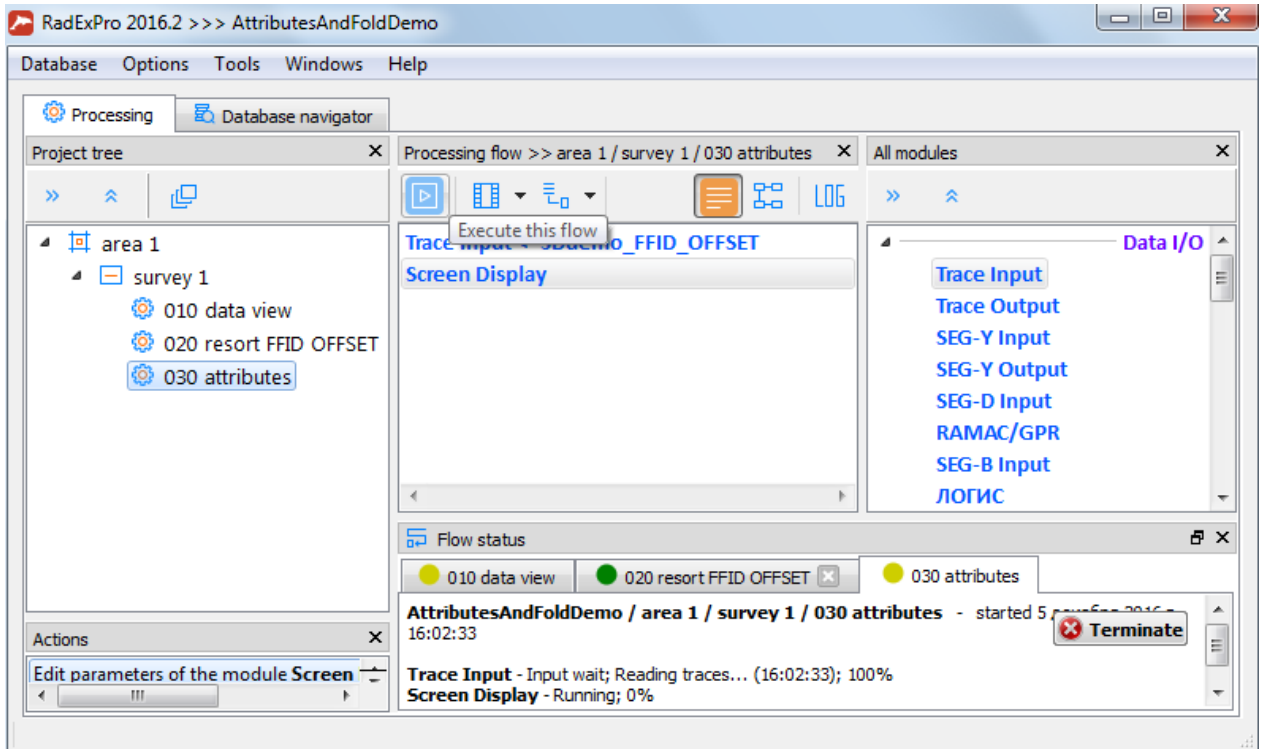 RadExPro 2016.2 >>> AttributesAndFoldDemo
Database Options Tools Windows Help
Processing Database navigator
Project tree
area 1
survey 1
010 data view
020 resort FFID OFFSET
030 attributes
Actions
Edit parameters of the module Screen
Processing flow >> area 1 / survey 1 / 030 attributes
LOG
Execute this flow
Trace Input <- 3Ddemo_FFID_OFFSET
Screen Display
All modules
Data I/O
Trace Input
Trace Output
SEG-Y Input
SEG-Y Output
SEG-D Input
RAMAC/GPR
SEG-B Input
ЛОГИС
Flow status
010 data view 020 resort FFID OFFSET 030 attributes
AttributesAndFoldDemo / area 1 / survey 1 / 030 attributes - started 5
16:02:33
Terminate
Trace Input - Input wait; Reading traces... (16:02:33); 100%
Screen Display - Running; 0%